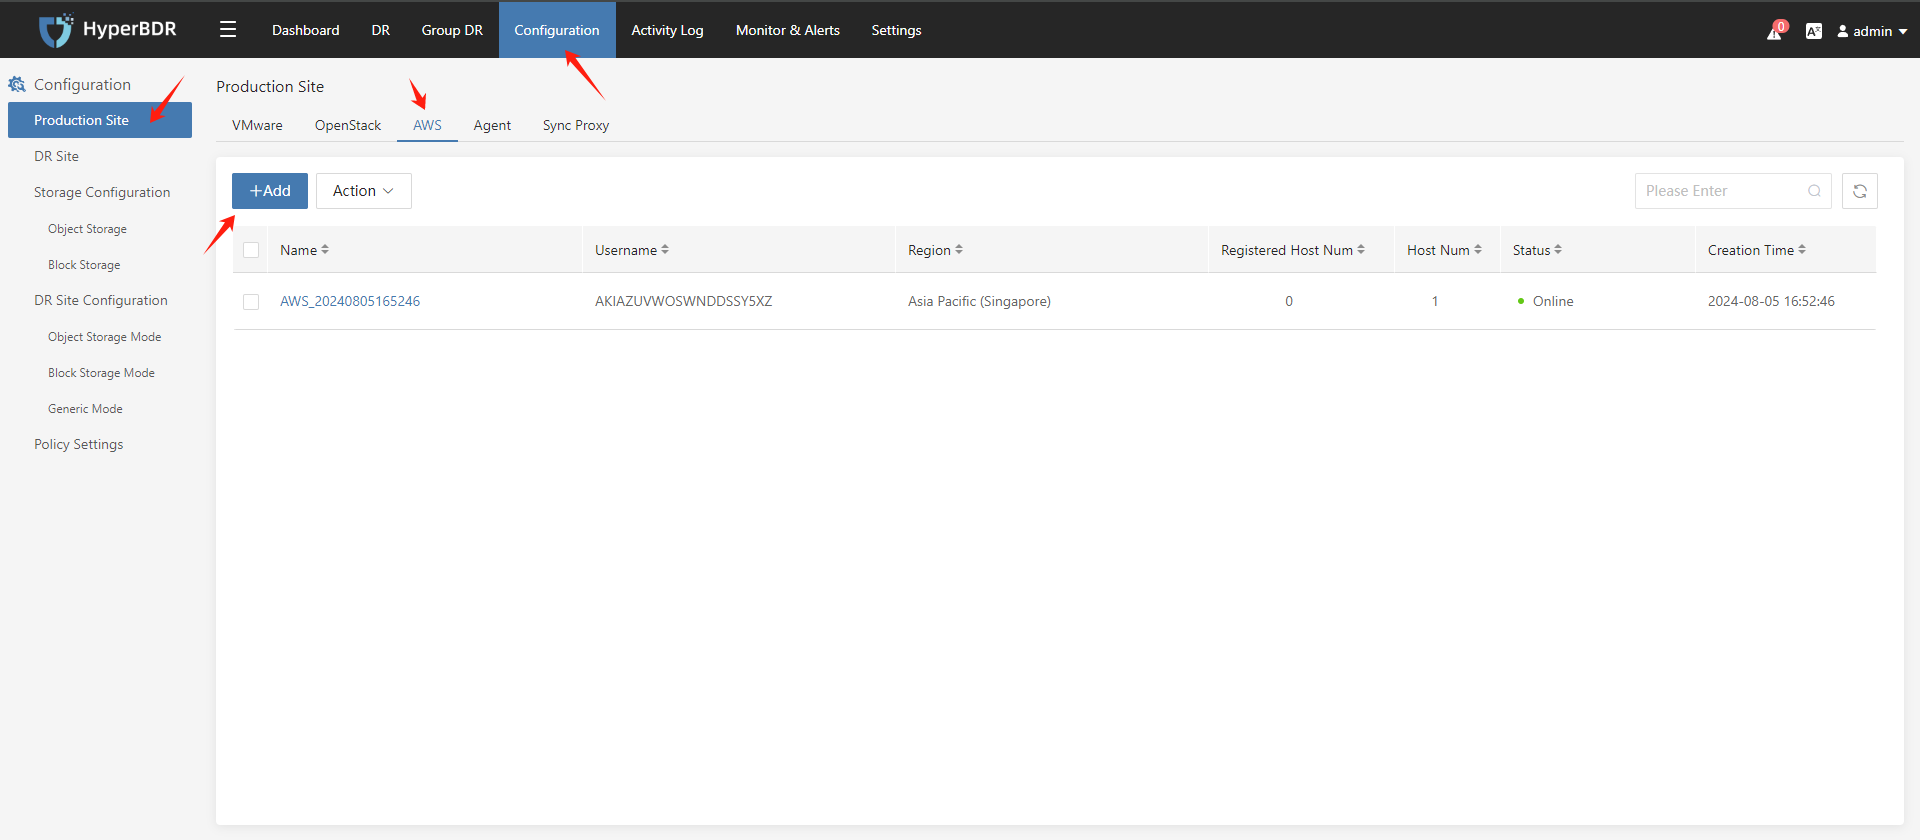 HyperBDR
Dashboard DR Group DR Configuration Activity Log Monitor & Alerts Settings
0 A admin
Configuration
Production Site
DR Site
Storage Configuration
Object Storage
Block Storage
DR Site Configuration
Object Storage Mode
Block Storage Mode
Generic Mode
Policy Settings
Production Site
VMware OpenStack AWS Agent Sync Proxy
+Add Action Please Enter
Name Username Region Registered Host Num Host Num Status Creation Time
AWS_20240805165246 AKIAZUVWOSWNDDSSY5XZ Asia Pacific (Singapore) 0 1 Online 2024-08-05 16:52:46